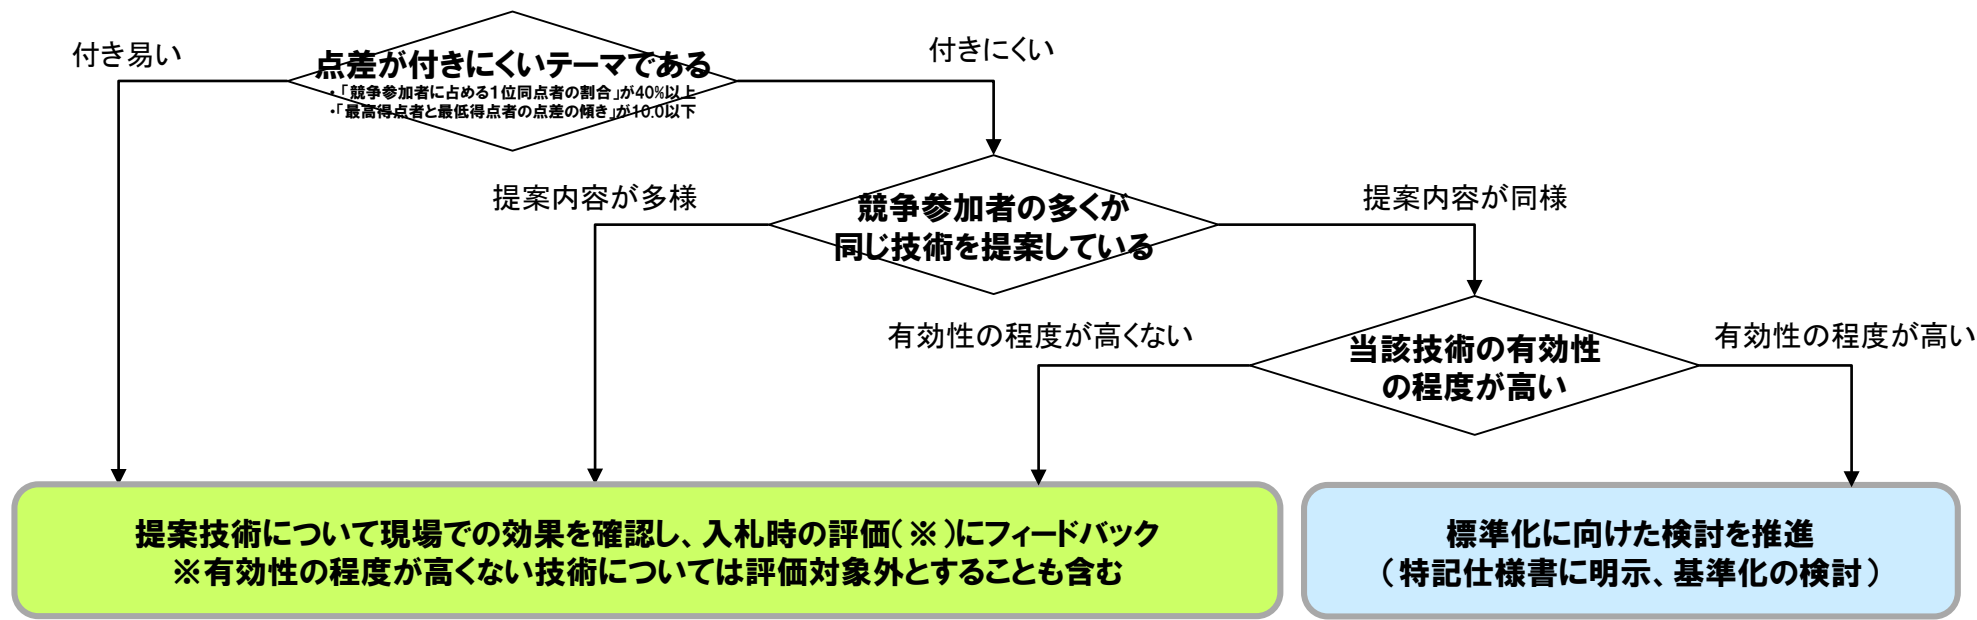 付き易い
点差が付きにくいテーマである
・「競争参加者に占める1位同点者の割合」が40%以上
・「最高得点者と最低得点者の点差の傾き」が10.0以下
付きにくい
提案内容が多様
競争参加者の多くが
同じ技術を提案している
提案内容が同様
有効性の程度が高くない
当該技術の有効性
の程度が高い
有効性の程度が高い
提案技術について現場での効果を確認し、入札時の評価(※)にフィードバック
※有効性の程度が高くない技術については評価対象外とすることも含む
標準化に向けた検討を推進
(特記仕様書に明示、基準化の検討)